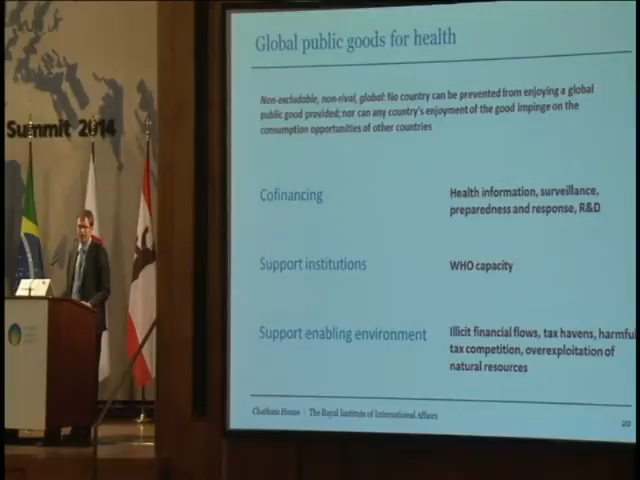 Summit 2014
Global public goods for health
Non-excludable, non-rival, global: No country can be prevented from enjoying a global
public good provided; nor can any country's enjoyment of the good impinge on the
consumption opportunities of other countries
Cofinancing
Health information, surveillance,
preparedness and response, R&D
Support institutions
WHO capacity
Support enabling environment
Illicit financial flows, tax havens, harmfu
tax competition, overexploitation of
natural resources
Chatham House | The Royal Institute of International Affairs
20